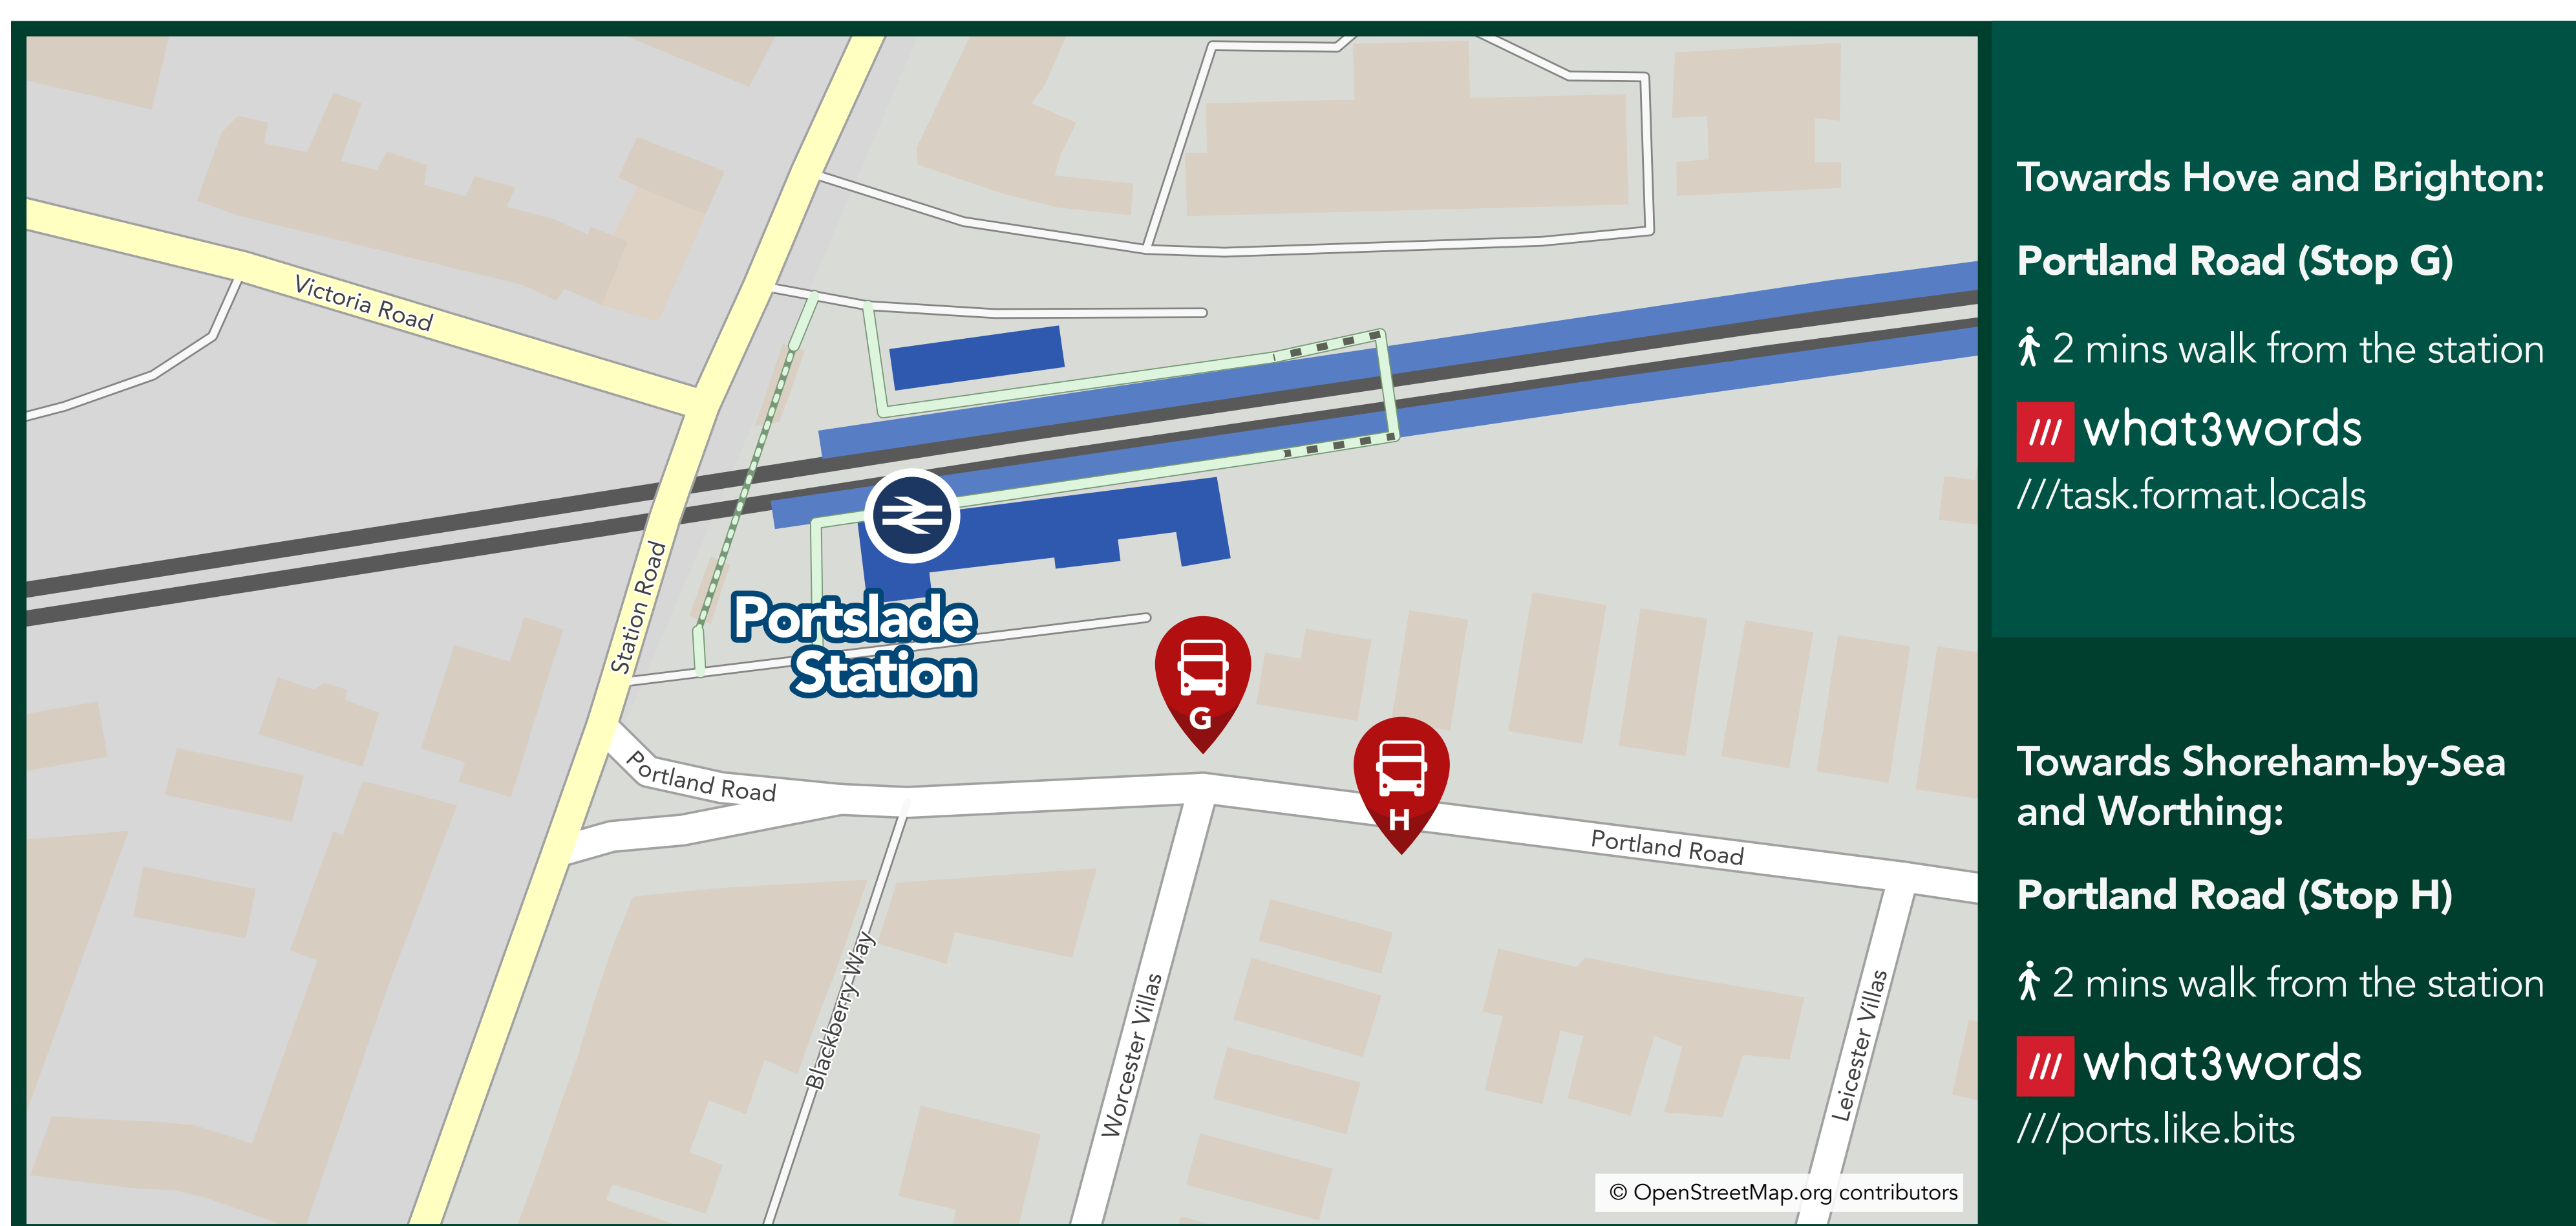 Victoria Road
Station Road
Portslade
Station
G
H
Portland Road
Portland Road
Blackberry Way
Worcester Villas
Leicester Villas
© OpenStreetMap.org contributors
Towards Hove and Brighton:
Portland Road (Stop G)
2 mins walk from the station
/// what3words
///task.format.locals
Towards Shoreham-by-Sea
and Worthing:
Portland Road (Stop H)
2 mins walk from the station
/// what3words
///ports.like.bits